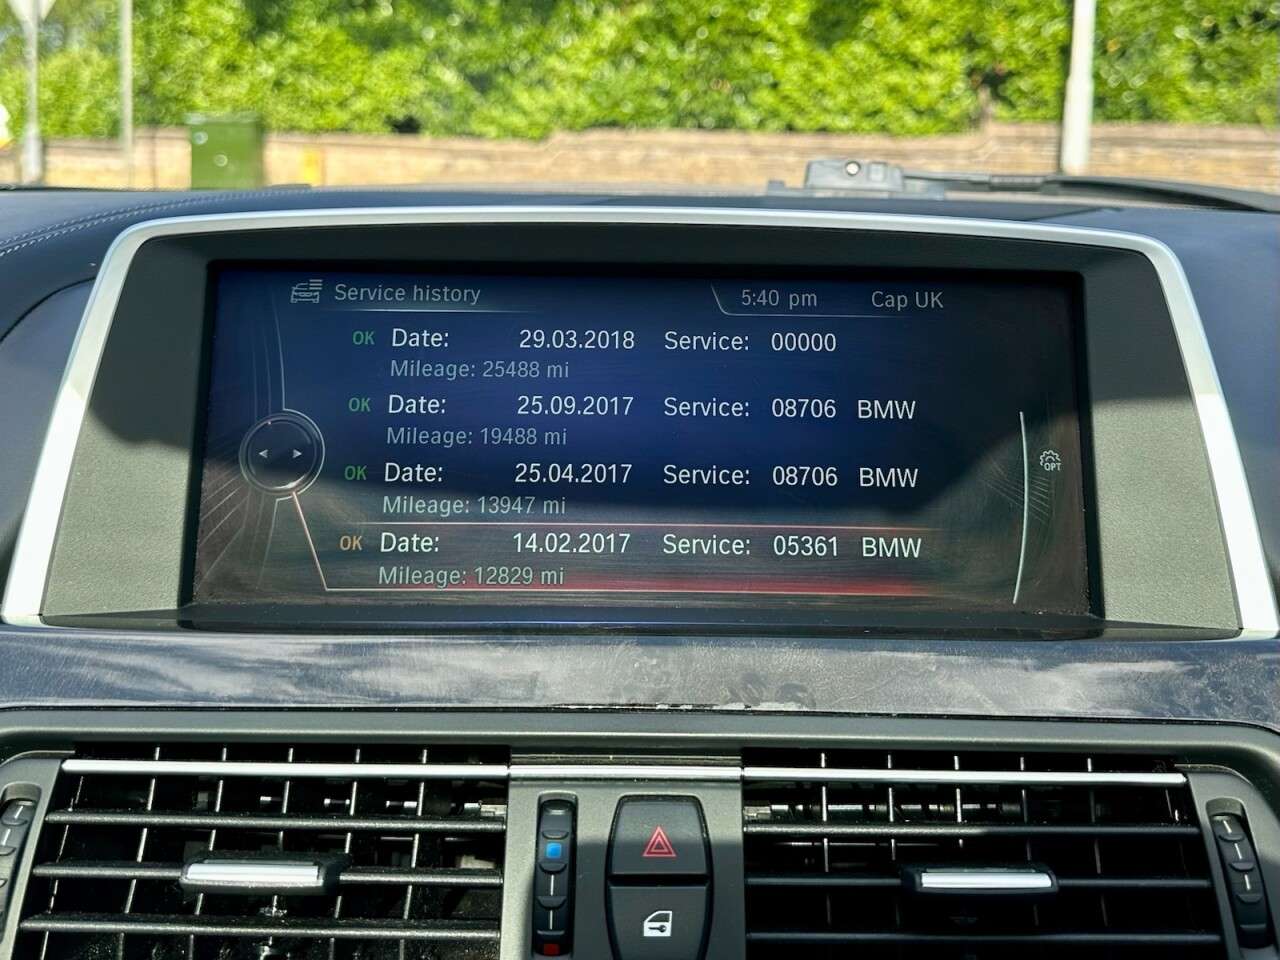 Service history 5:40 pm Cap UK
OK Date: 29.03.2018 Service: 00000
Mileage: 25488 mi
OK Date: 25.09.2017 Service: 08706 BMW
Mileage: 19488 mi
OK Date: 25.04.2017 Service: 08706 BMW
Mileage: 13947 mi
OPT
OK Date: 14.02.2017 Service: 05361 BMW
Mileage: 12829 mi